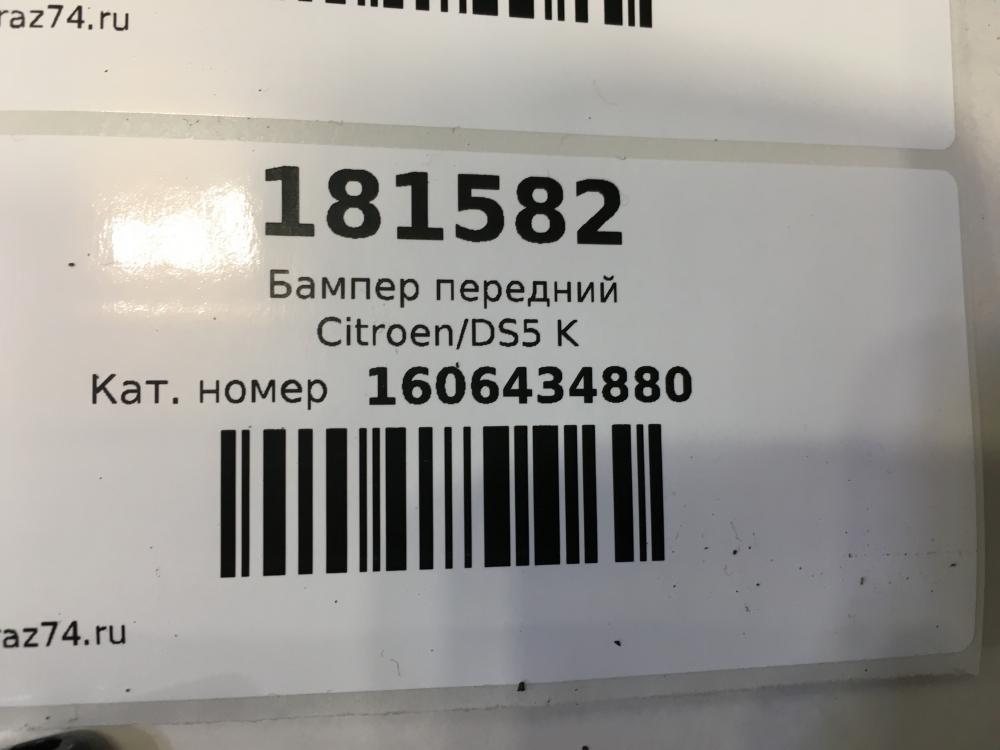 raz74.ru
181582
Бампер передний
Citroen/DS5 K
Кат. номер 1606434880
raz74.ru